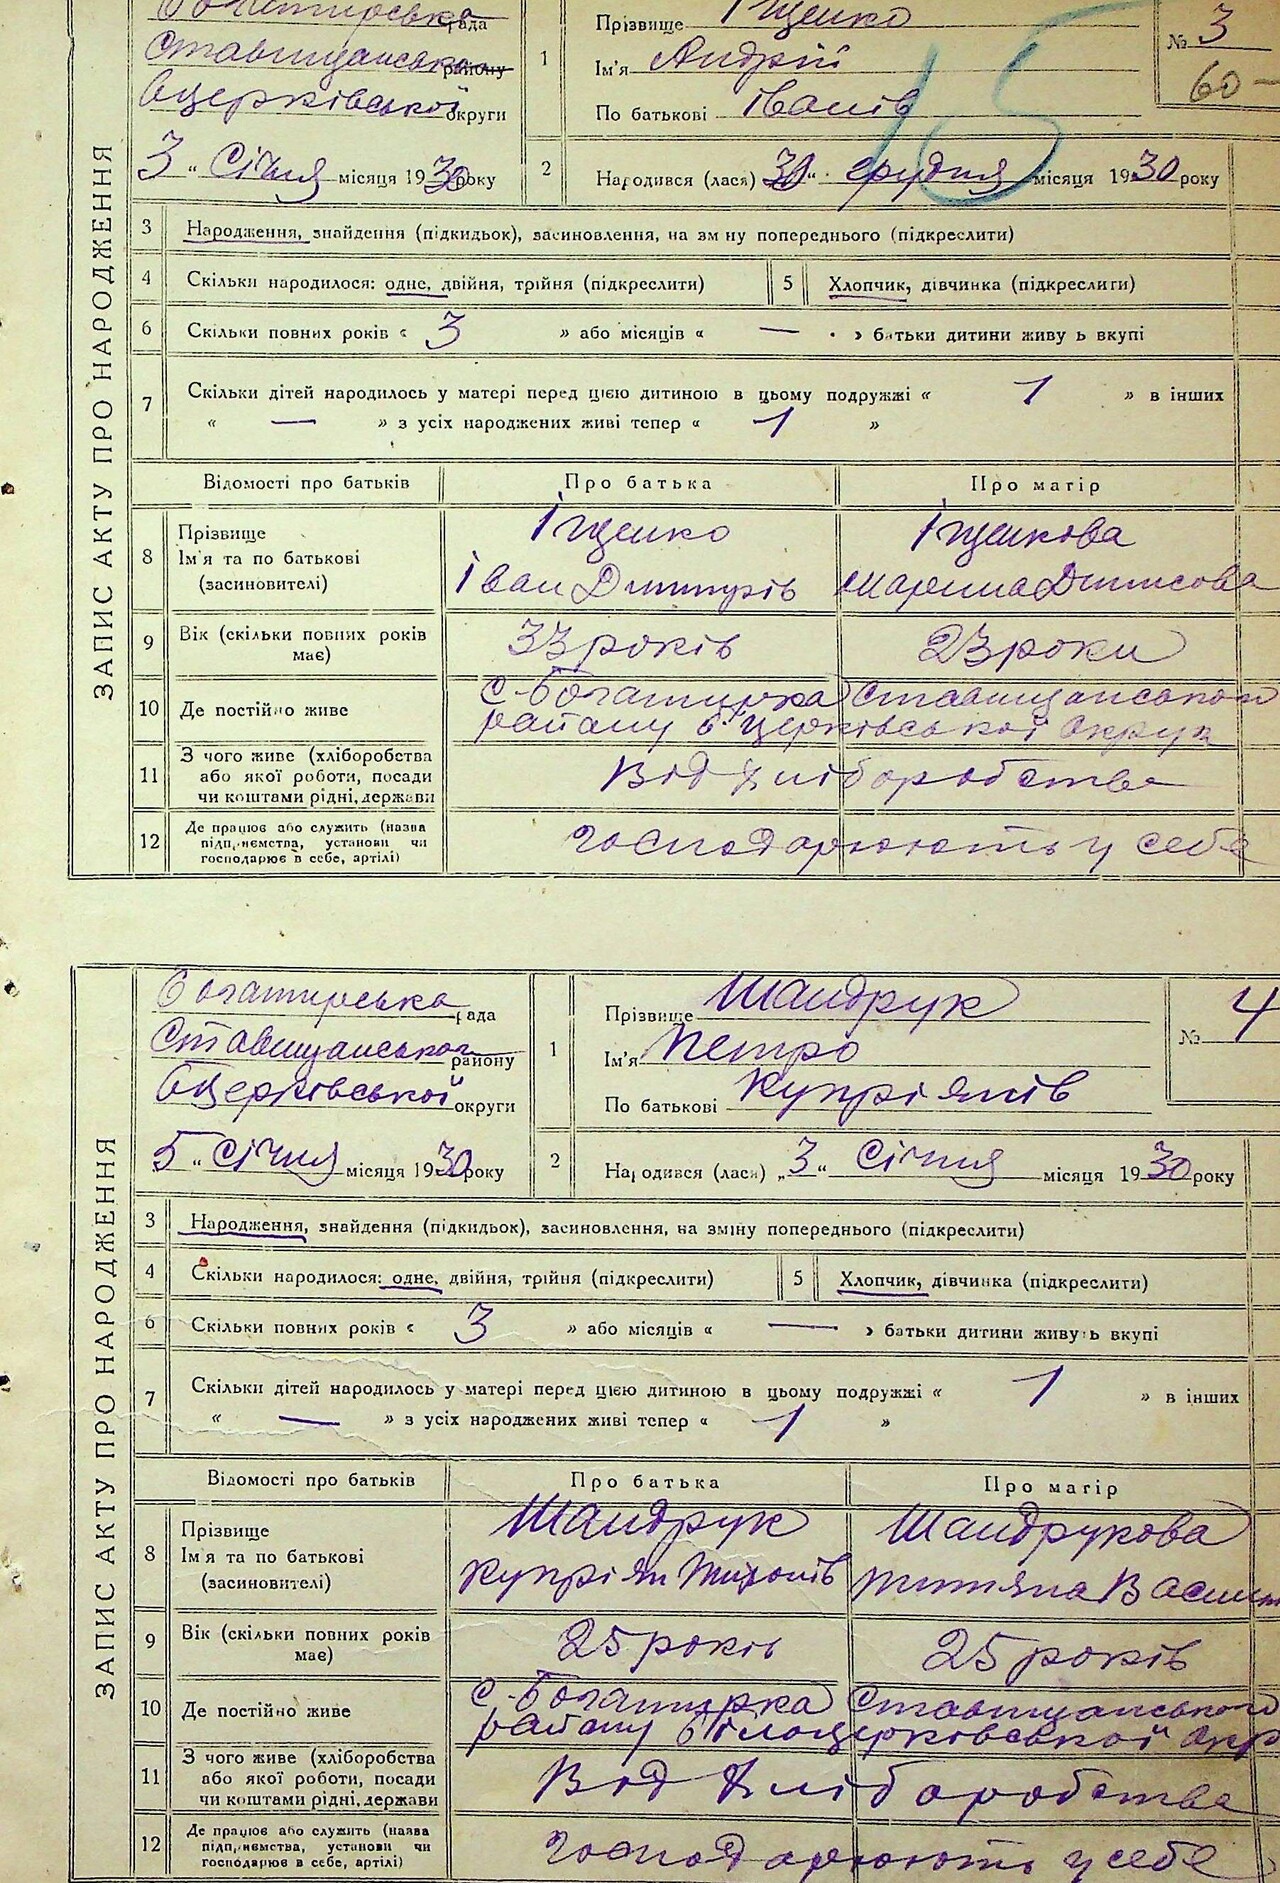 ЗАПИС АКТУ ПРО НАРОДЖЕННЯ
Богатирська рада
Ставищанського району
Бцерківської округи
3 „ Січня місяця 1930 року
1
Прізвище Іщенко
Ім'я Андрій
По батькові Іванів
№ 3
60 —
15
2
Народився (лася) 30 „ грудня місяця 1930 року
3 Народження, знайдення (підкидьок), засиновлення, на зміну попереднього (підкреслити)
4 Скільки народилося: одне, двійня, трійня (підкреслити) 5 Хлопчик, дівчинка (підкреслити)
6 Скільки повних років « 3 » або місяців « — » батьки дитини живуть вкупі
7 Скільки дітей народилось у матері перед цією дитиною в цьому подружжі « 1 » в інших
« — » з усіх народжених живі тепер « 1 »
Відомості про батьків Про батька Про матір
8 Прізвище
Ім'я та по батькові
(засиновителі)
Іщенко
Іван Дмитрів
Іщенкова
Марина Денисова
9 Вік (скільки повних років має) 33 років 23 роки
10 Де постійно живе с. Богатирка Ставищанського
району Б Церківської Округи
11 З чого живе (хліборобства
або якої роботи, посади
чи коштами рідні, держави
Від Хліборобства
12 Де працює або служить (назва
підприємства, установи чи
господарює в себе, артілі)
господарюють у себе
ЗАПИС АКТУ ПРО НАРОДЖЕННЯ
Богатирська рада
Ставищанського району
Бцерківської округи
5 „ Січня місяця 1930 року
1
Прізвище Шандрук
Ім'я Петро
По батькові Купріянів
№ 4
2
Народився (лася) „ 3 „ Січня місяця 1930 року
3 Народження, знайдення (підкидьок), засиновлення, на зміну попереднього (підкреслити)
4 Скільки народилося: одне, двійня, трійня (підкреслити) 5 Хлопчик, дівчинка (підкреслити)
6 Скільки повних років « 3 » або місяців « — » батьки дитини живуть вкупі
7 Скільки дітей народилось у матері перед цією дитиною в цьому подружжі « 1 » в інших
« — » з усіх народжених живі тепер « 1 »
Відомості про батьків Про батька Про матір
8 Прізвище
Ім'я та по батькові
(засиновителі)
Шандрук
Купріян Миронів
Шандрукова
Титяна
9 Вік (скільки повних років має) 25 років 25 років
10 Де постійно живе с. Богатирка Ставищанського
району Білоцерківської Окр
11 З чого живе (хліборобства
або якої роботи, посади
чи коштами рідні, держави
Від Хліборобства
12 Де працює або служить (назва
підприємства, установи чи
господарює в себе, артілі)
господарюють у себе